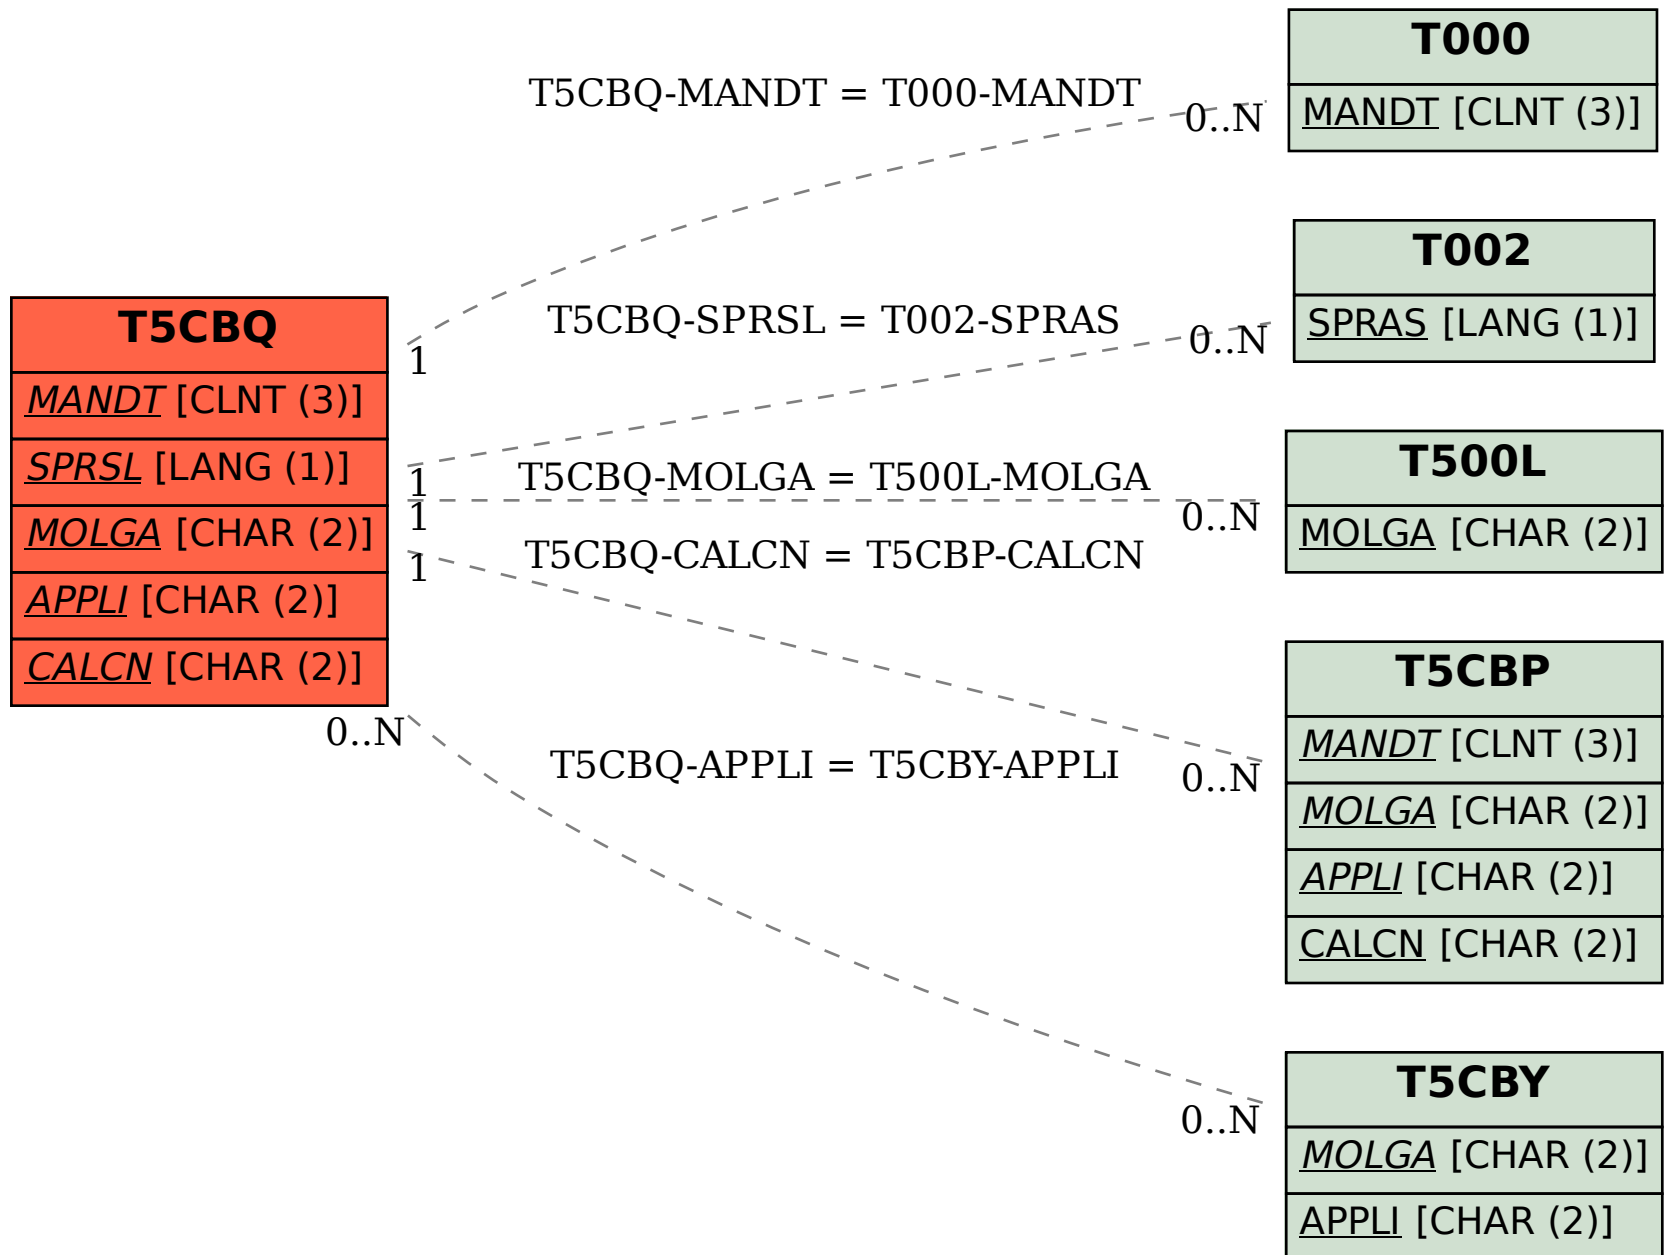 T5CBQ
MANDT [CLNT (3)]
SPRSL [LANG (1)]
MOLGA [CHAR (2)]
APPLI [CHAR (2)]
CALCN [CHAR (2)]
T5CBQ-MANDT = T000-MANDT
0..N
1
T5CBQ-SPRSL = T002-SPRAS
0..N
1
T5CBQ-MOLGA = T500L-MOLGA
0..N
1
T5CBQ-CALCN = T5CBP-CALCN
0..N
1
T5CBQ-APPLI = T5CBY-APPLI
0..N
0..N
T000
MANDT [CLNT (3)]
T002
SPRAS [LANG (1)]
T500L
MOLGA [CHAR (2)]
T5CBP
MANDT [CLNT (3)]
MOLGA [CHAR (2)]
APPLI [CHAR (2)]
CALCN [CHAR (2)]
T5CBY
MOLGA [CHAR (2)]
APPLI [CHAR (2)]